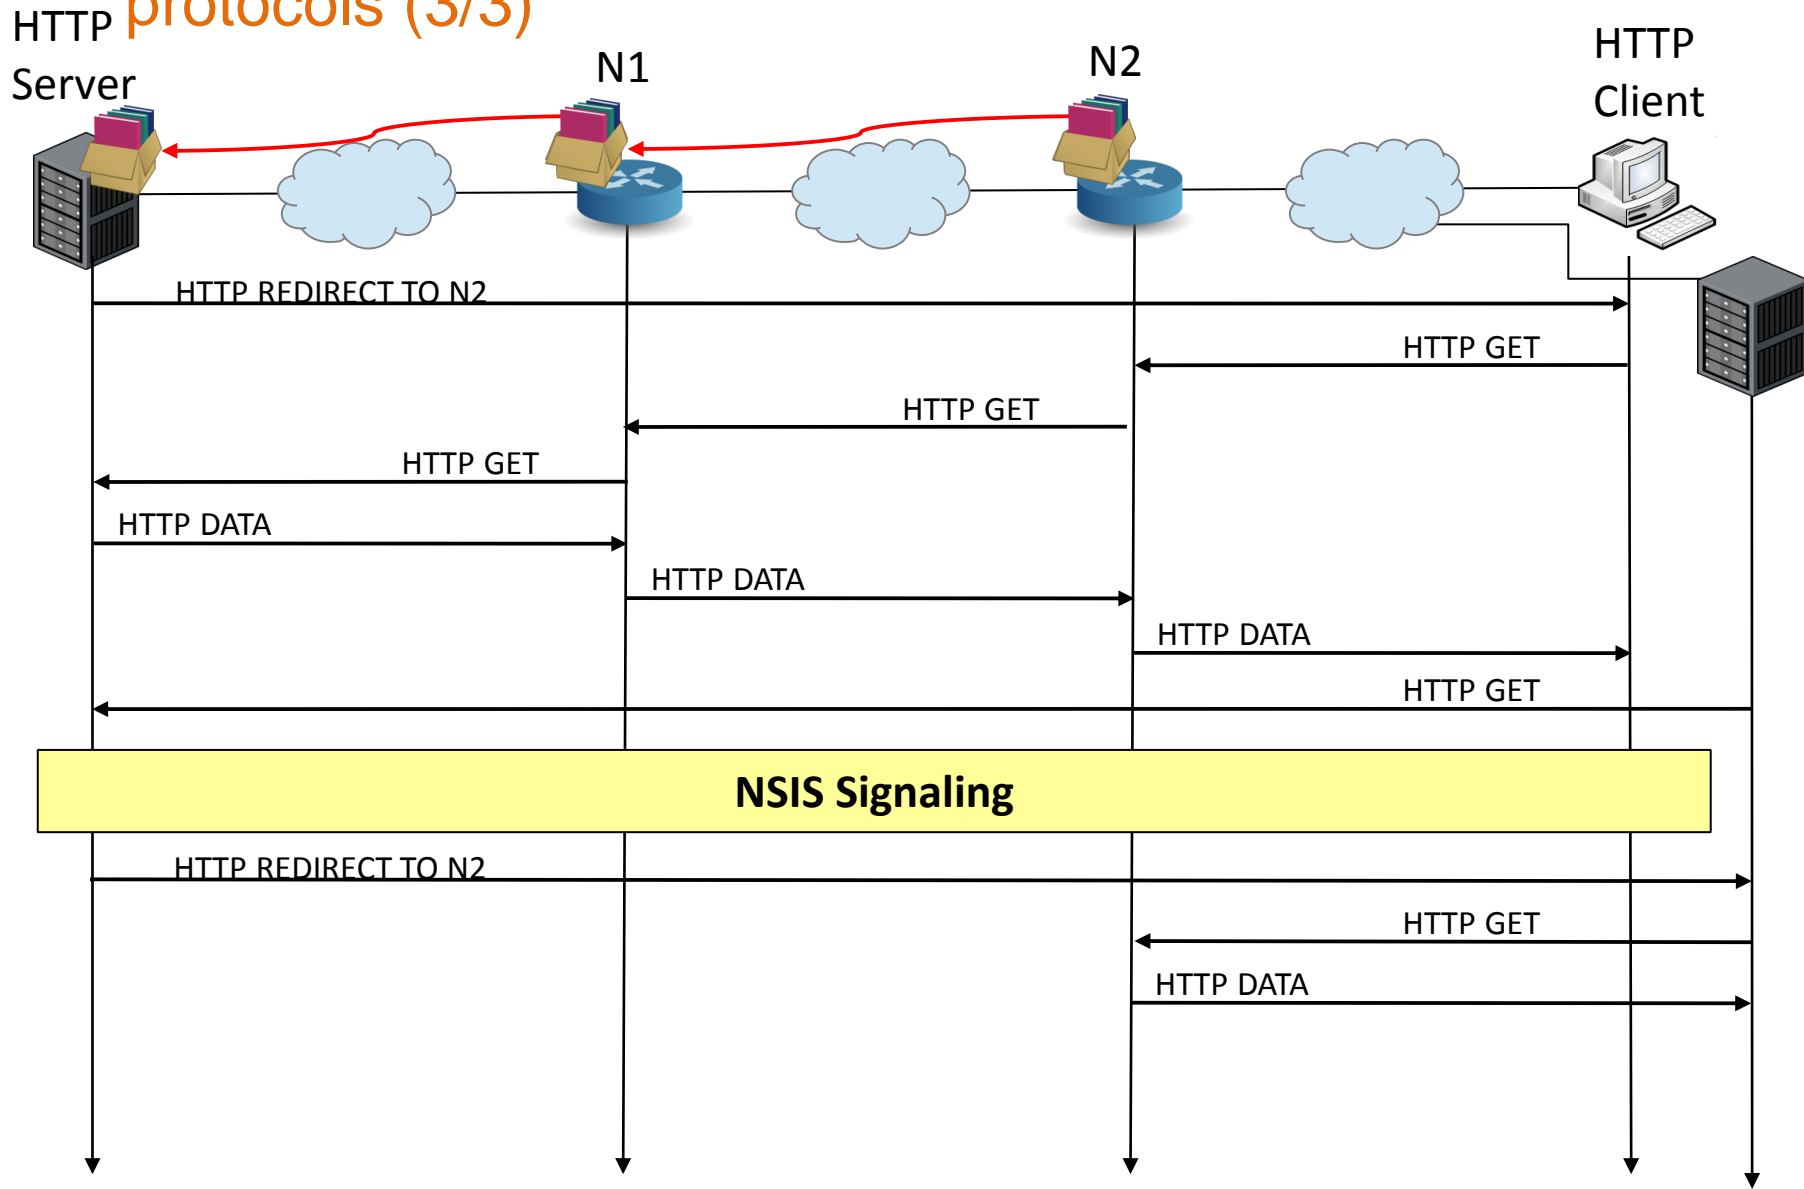 protocols (3/3)
HTTP
Server
N1
N2
HTTP
Client
HTTP REDIRECT TO N2
HTTP GET
HTTP GET
HTTP GET
HTTP DATA
HTTP DATA
HTTP DATA
HTTP GET
NSIS Signaling
HTTP REDIRECT TO N2
HTTP GET
HTTP DATA